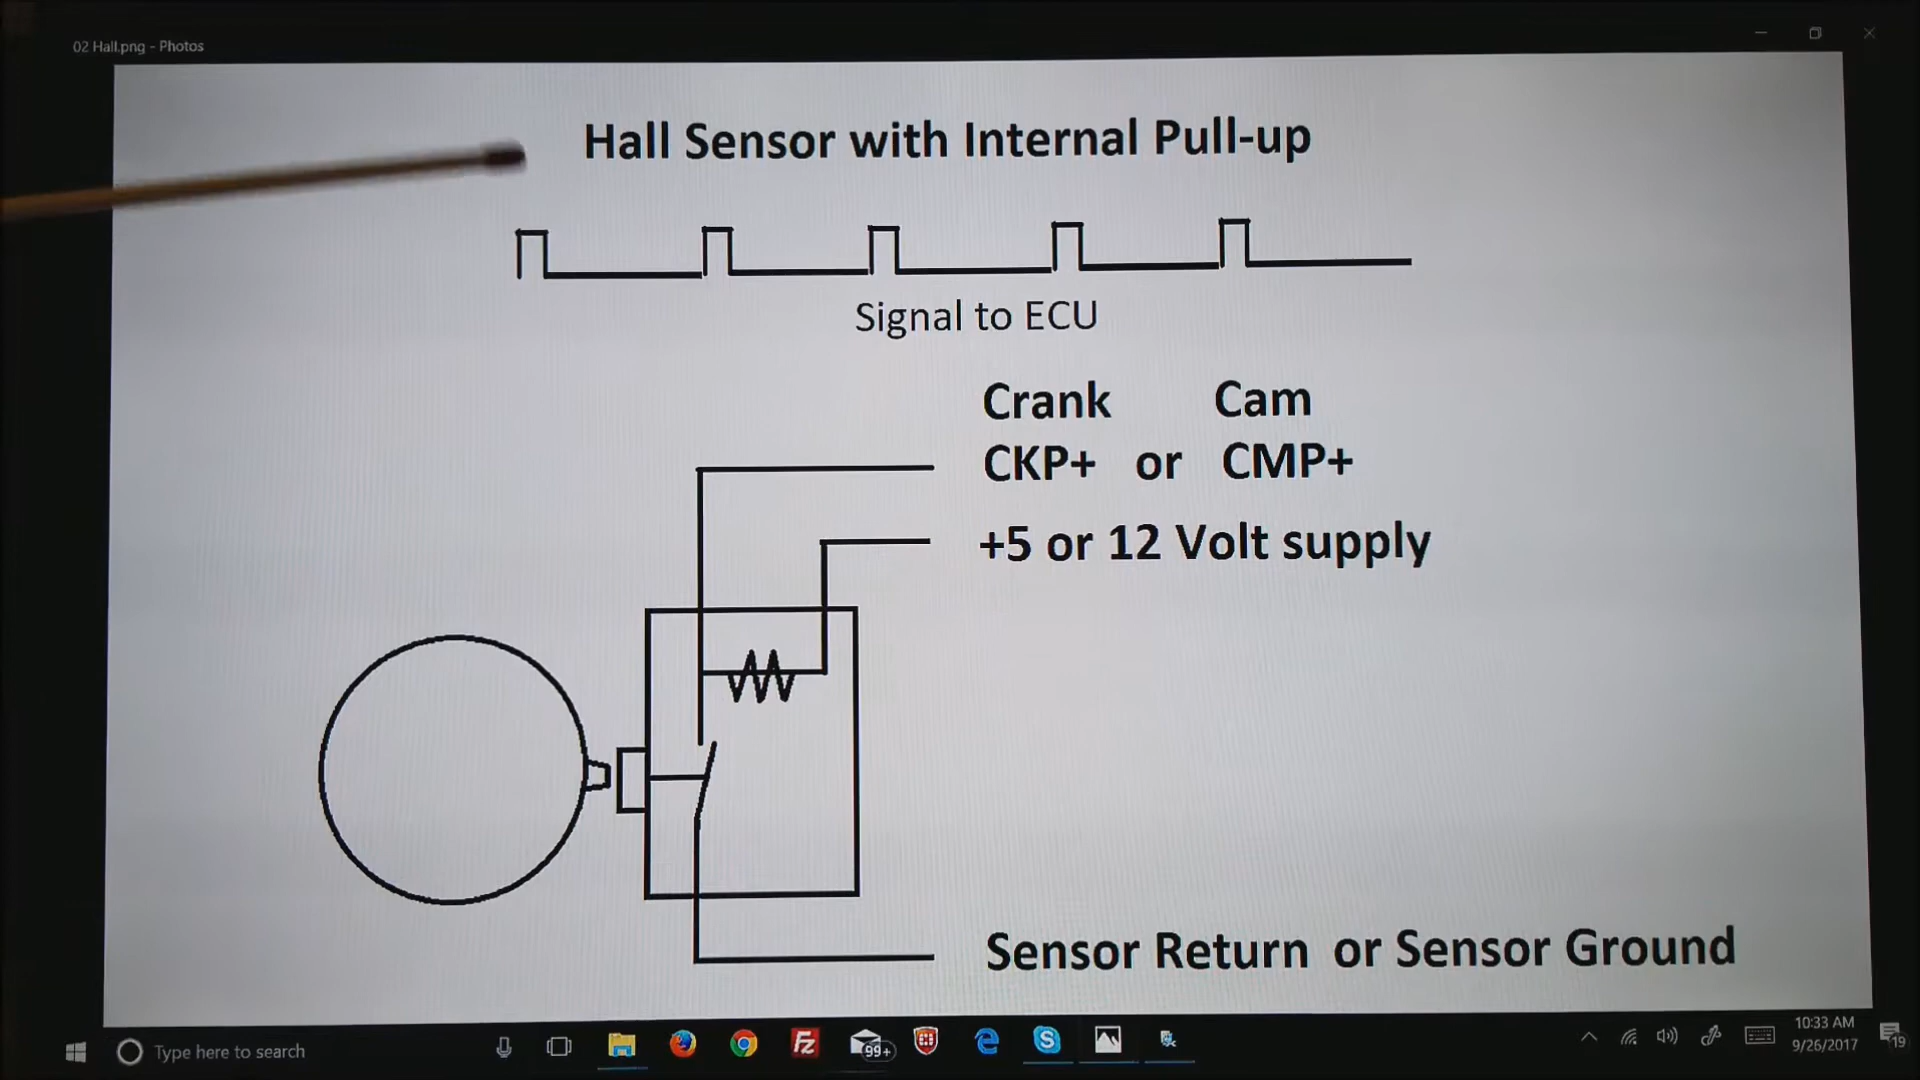 02 Hall.png - Photos
Hall Sensor with Internal Pull-up
Signal to ECU
Crank Cam
CKP+ or CMP+
+5 or 12 Volt supply
Sensor Return or Sensor Ground
Type here to search
99+
10:33 AM
9/26/2017
19